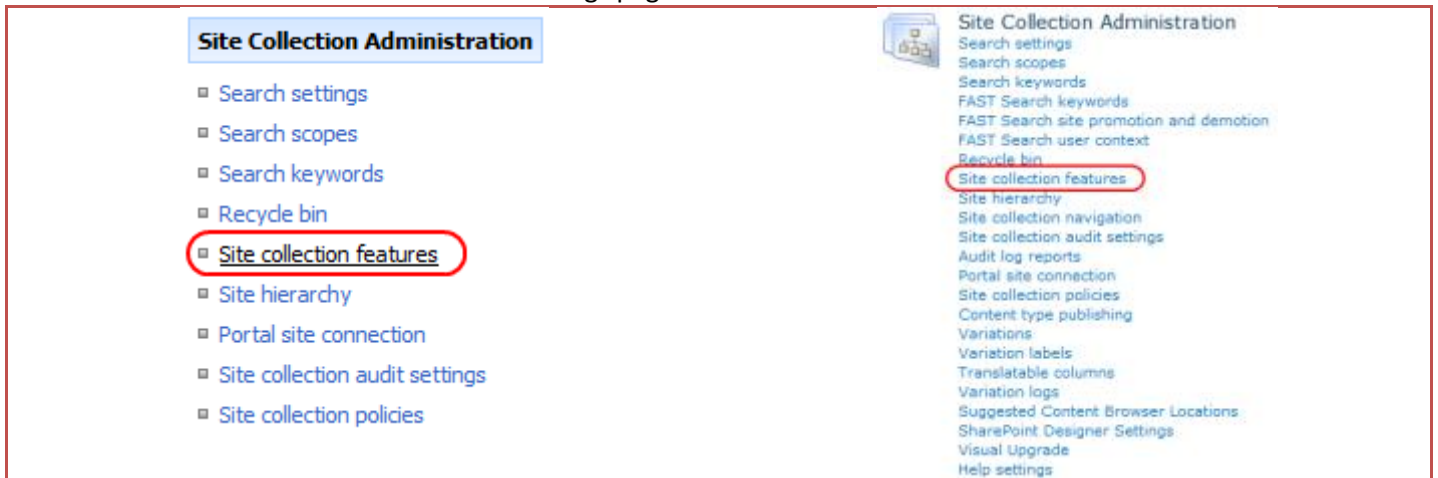 Site Collection Administration
Search settings
Search scopes
Search keywords
Recycle bin
Site collection features
Site hierarchy
Portal site connection
Site collection audit settings
Site collection policies
Site Collection Administration
Search settings
Search scopes
Search keywords
FAST Search keywords
FAST Search site promotion and demotion
FAST Search user context
Recycle bin
Site collection features
Site hierarchy
Site collection navigation
Site collection audit settings
Audit log reports
Portal site connection
Site collection policies
Content type publishing
Variations
Variation labels
Translatable columns
Variation logs
Suggested Content Browser Locations
SharePoint Designer Settings
Visual Upgrade
Help settings